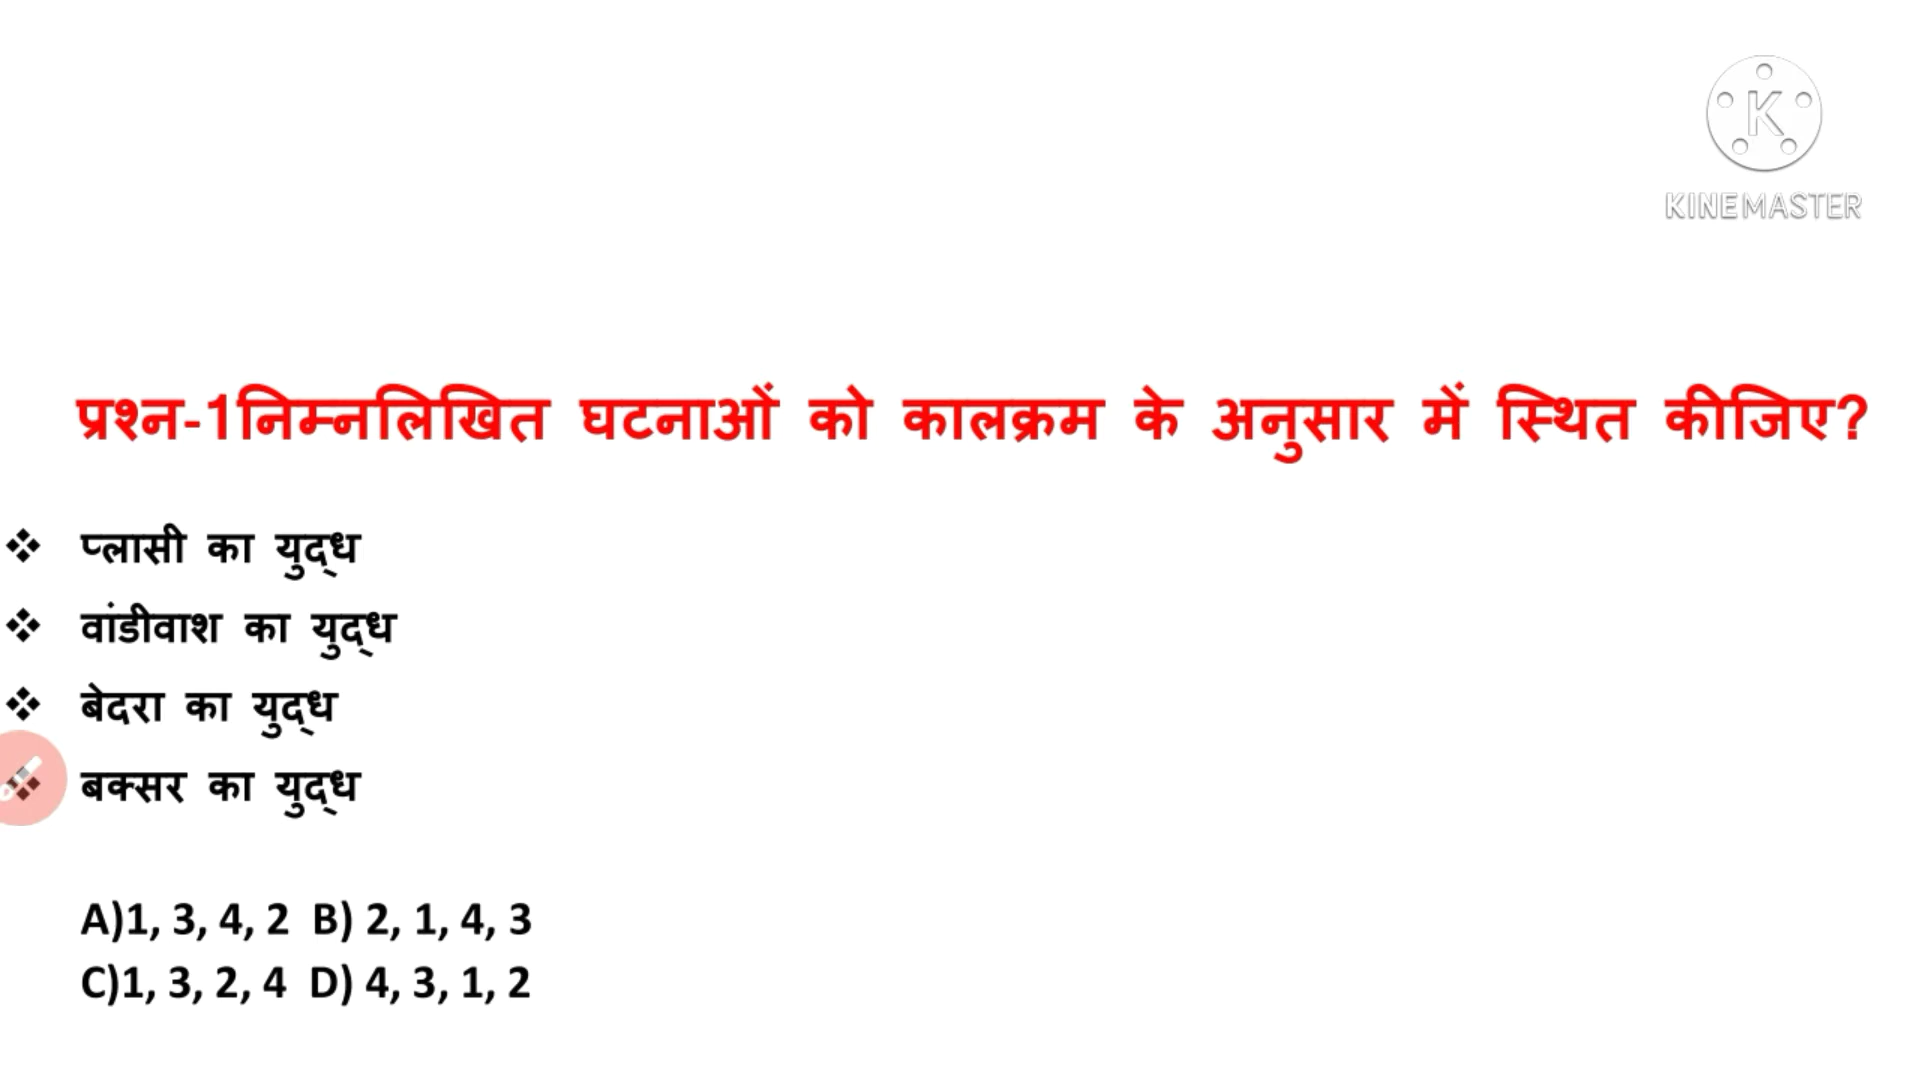 K
KINEMASTER
प्रश्न-1निम्नलिखित घटनाओं को कालक्रम के अनुसार में स्थित कीजिए?
❖ प्लासी का युद्ध
❖ वांडीवाश का युद्ध
❖ बेदरा का युद्ध
❖ बक्सर का युद्ध
A)1, 3, 4, 2 B) 2, 1, 4, 3
C)1, 3, 2, 4 D) 4, 3, 1, 2